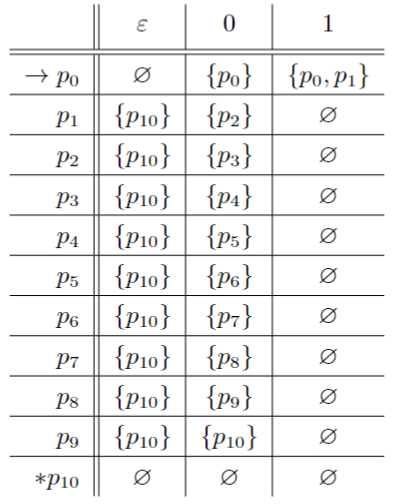 ε 0 1
→ p₀ ∅ {p₀} {p₀, p₁}
p₁ {p₁₀} {p₂} ∅
p₂ {p₁₀} {p₃} ∅
p₃ {p₁₀} {p₄} ∅
p₄ {p₁₀} {p₅} ∅
p₅ {p₁₀} {p₆} ∅
p₆ {p₁₀} {p₇} ∅
p₇ {p₁₀} {p₈} ∅
p₈ {p₁₀} {p₉} ∅
p₉ {p₁₀} {p₁₀} ∅
*p₁₀ ∅ ∅ ∅